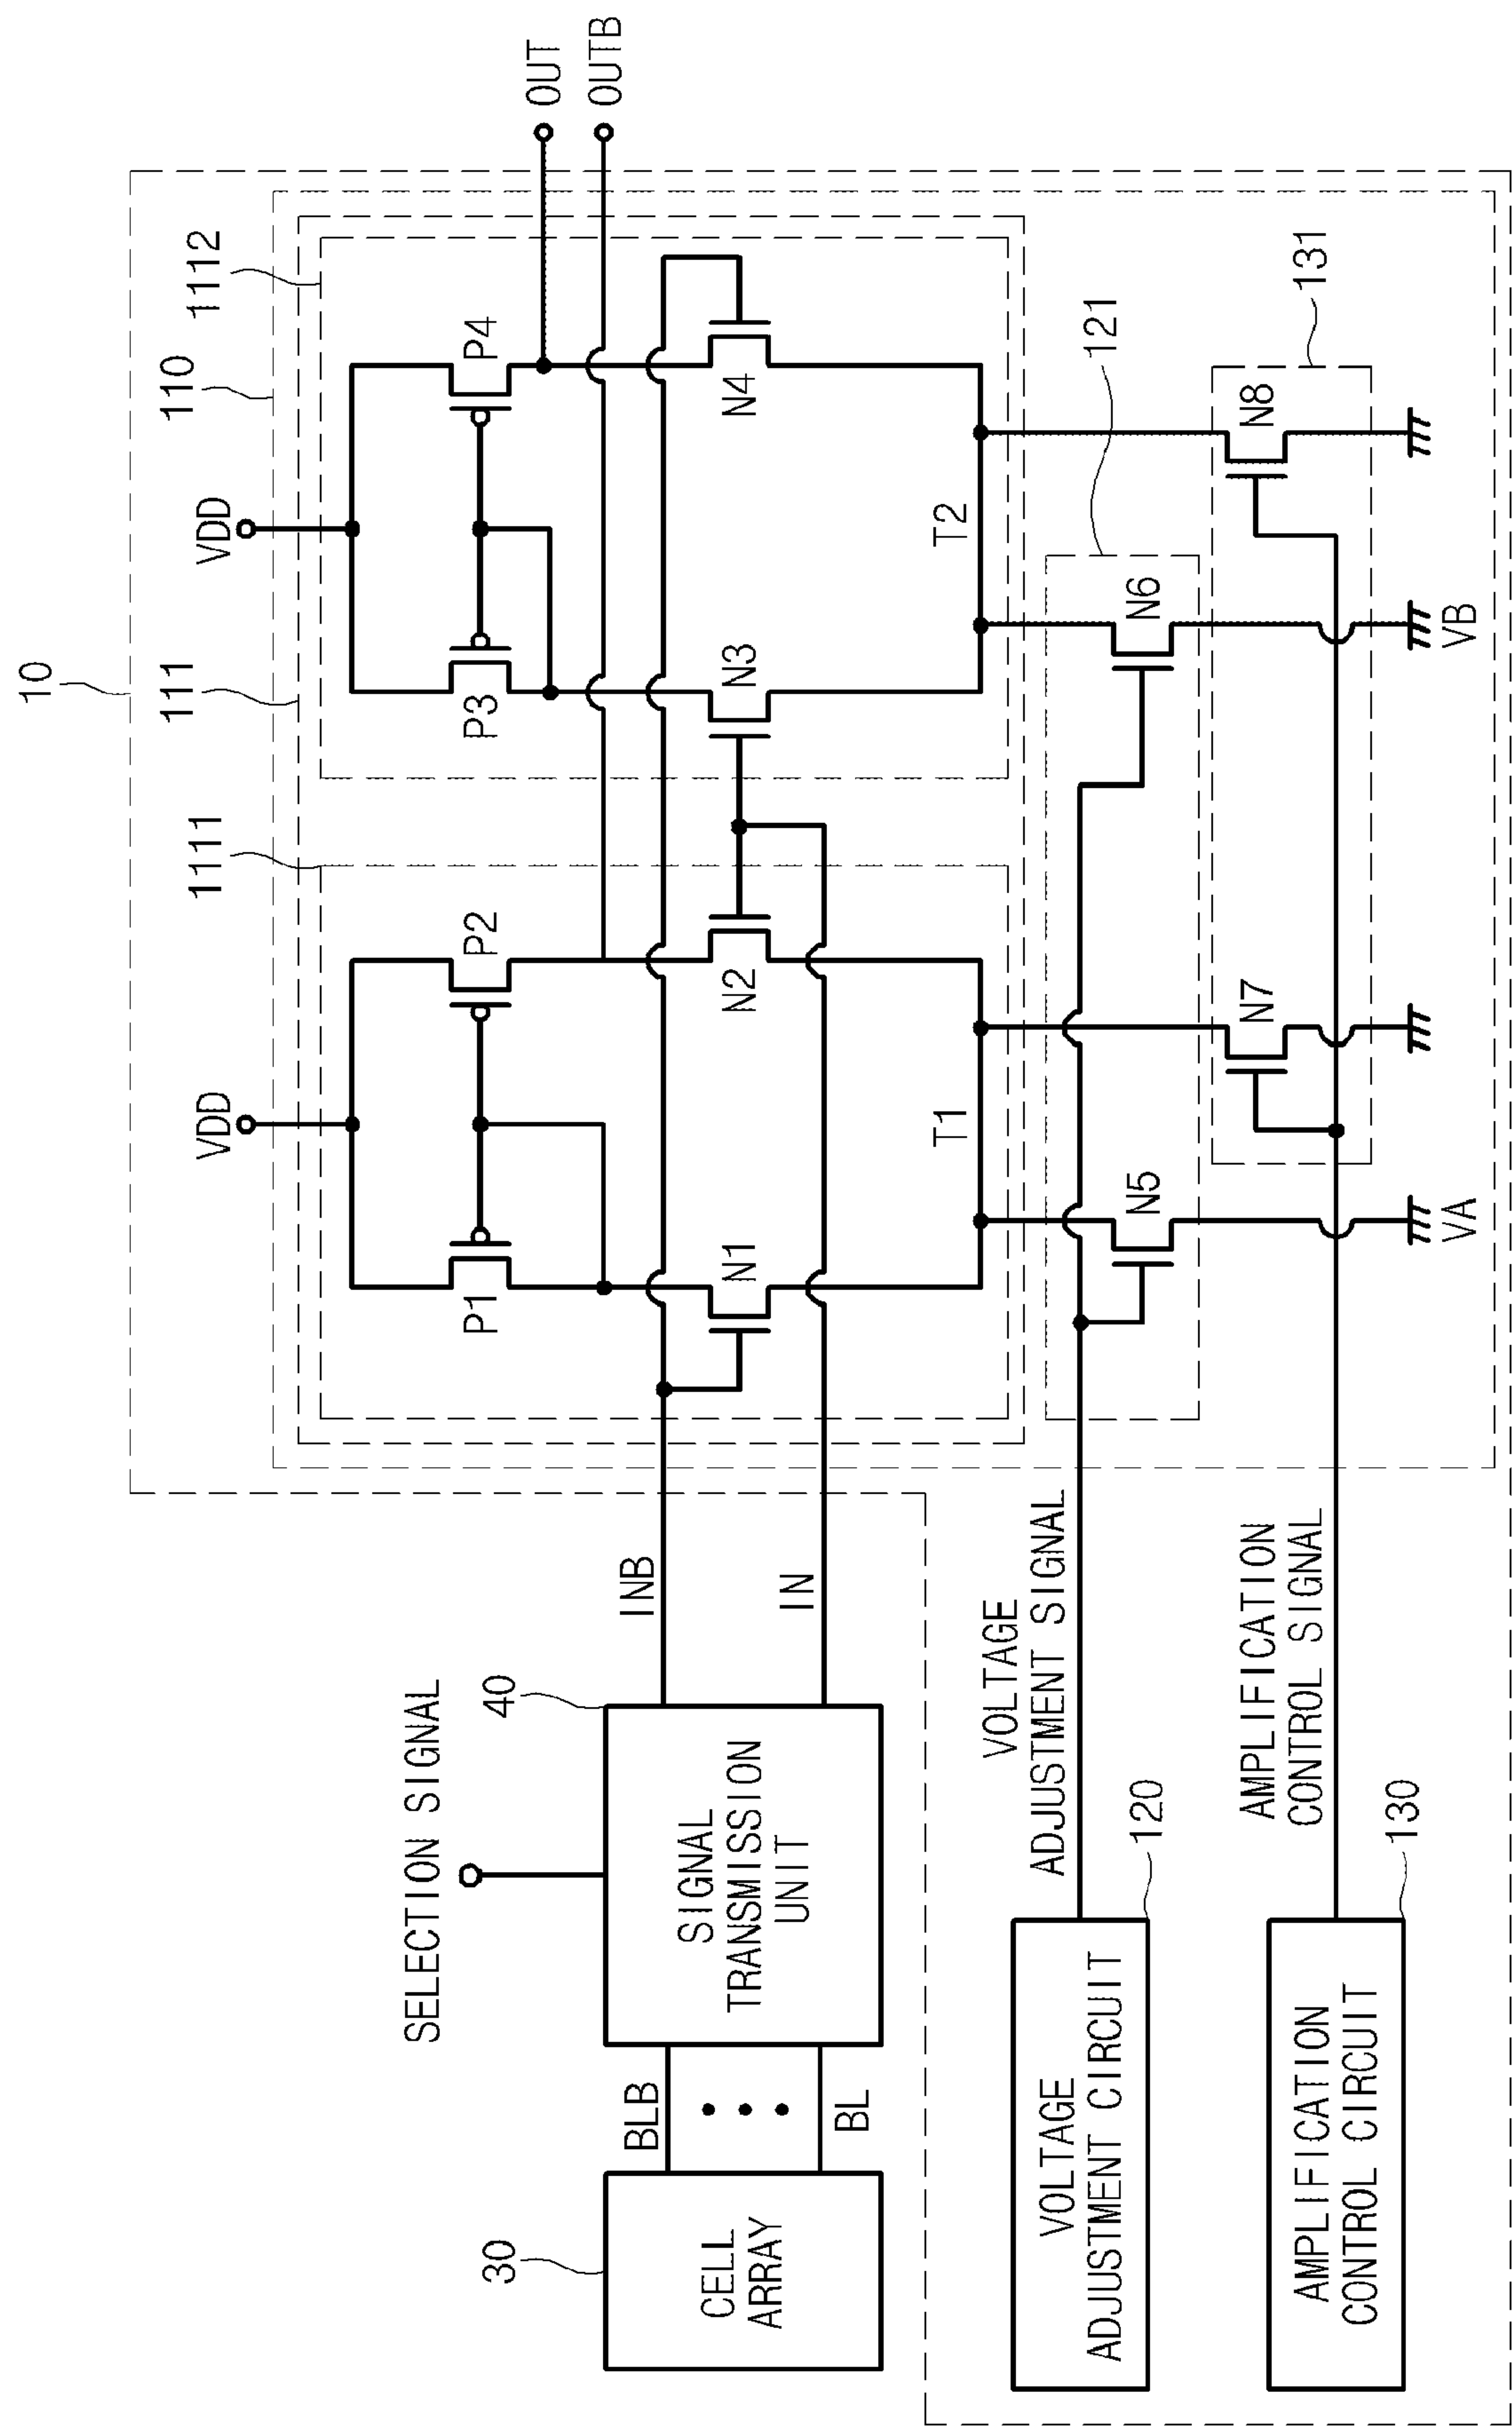 10
110
1112
111
1111
VDD
VDD
OUT
OUTB
P1
P2
P3
P4
SELECTION SIGNAL
30
CELL
ARRAY
BLB
BL
40
SIGNAL
TRANSMISSION
UNIT
INB
IN
N1
N2
N3
N4
T1
T2
121
VOLTAGE
ADJUSTMENT SIGNAL
N5
N6
131
VOLTAGE
ADJUSTMENT CIRCUIT
120
AMPLIFICATION
CONTROL SIGNAL
N7
N8
AMPLIFICATION
CONTROL CIRCUIT
130
VA
VB